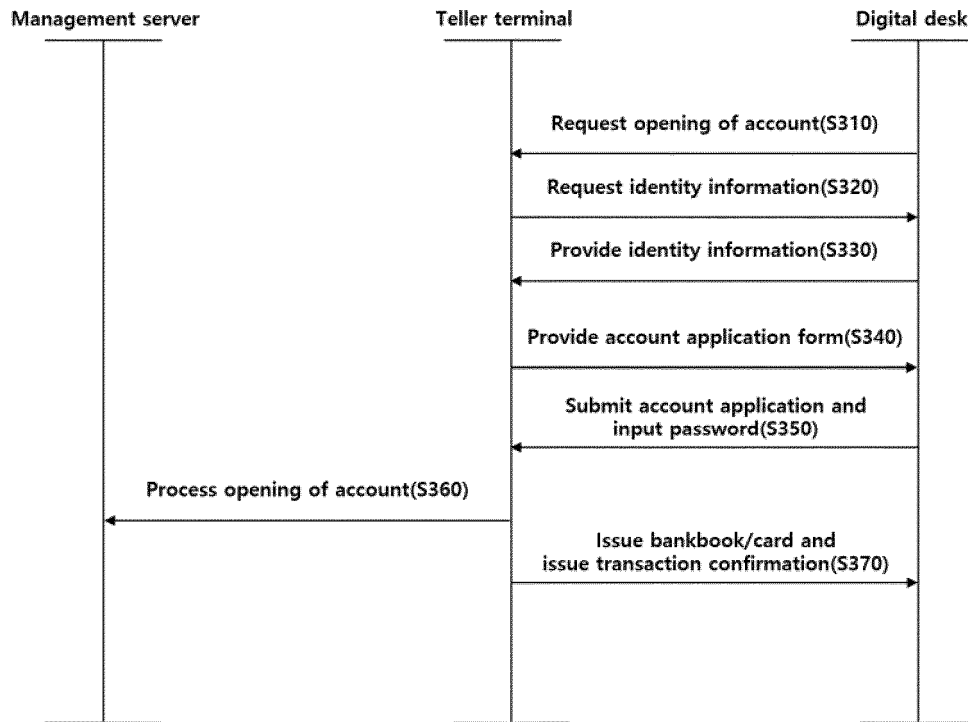 Management server
Teller terminal
Digital desk
Request opening of account(S310)
Request identity information(S320)
Provide identity information(S330)
Provide account application form(S340)
Submit account application and
input password(S350)
Process opening of account(S360)
Issue bankbook/card and
issue transaction confirmation(S370)